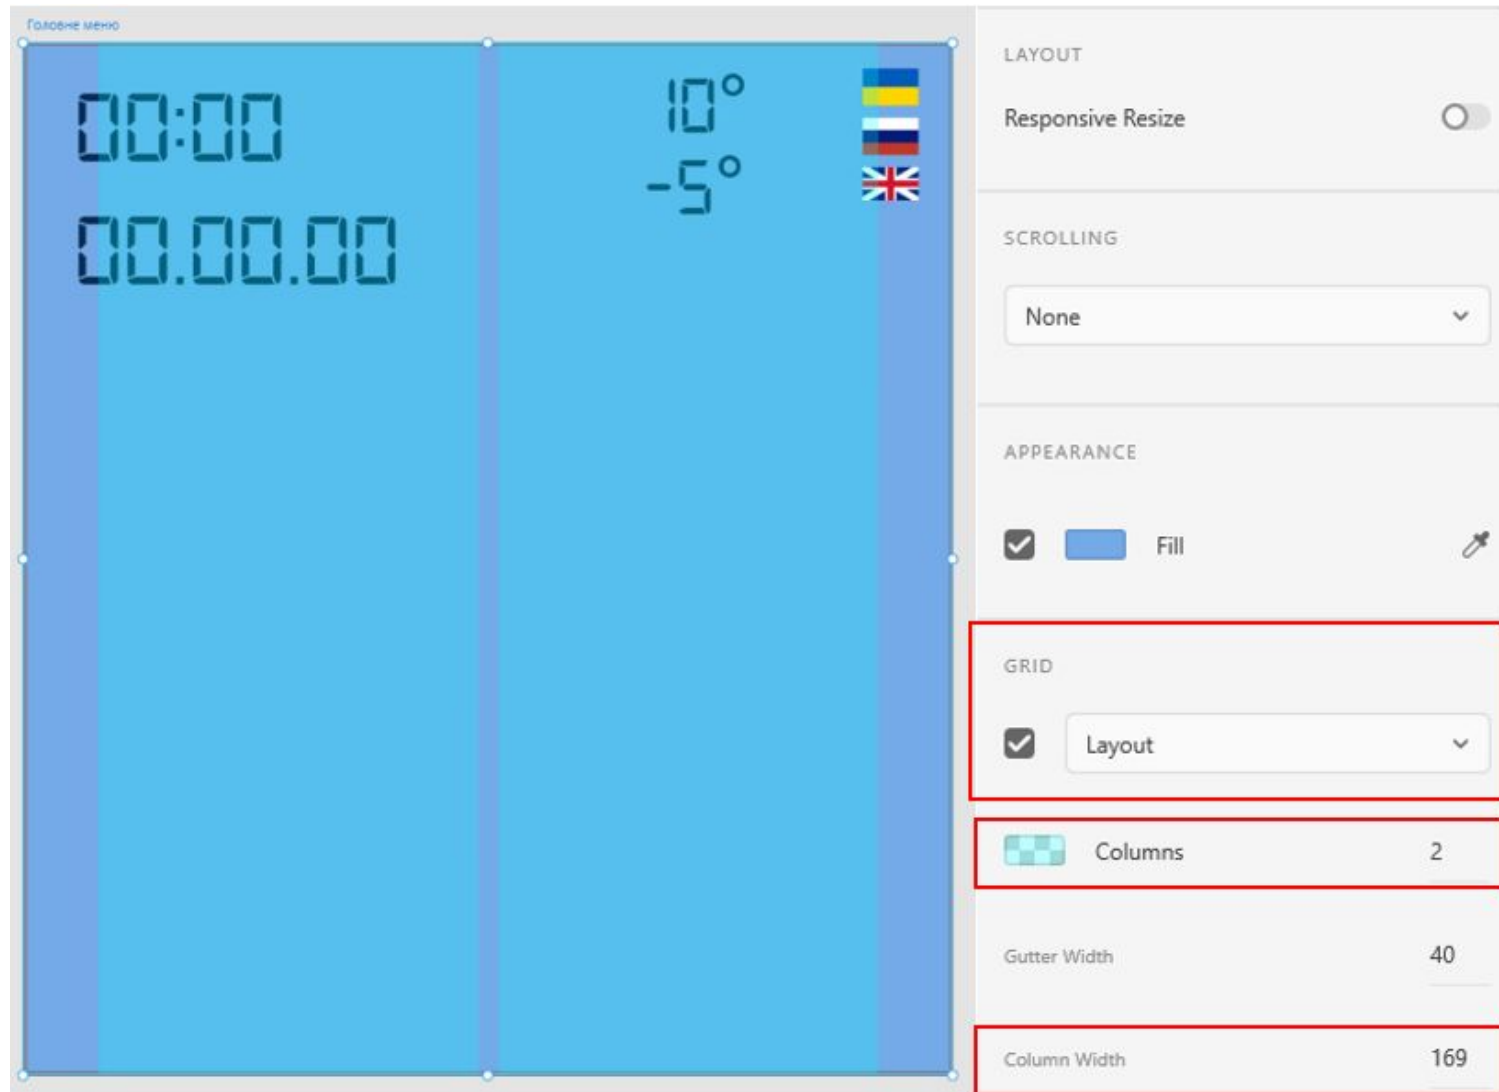 Головне меню
00:00
10°
-5°
00.00.00
LAYOUT
Responsive Resize
SCROLLING
None
APPEARANCE
Fill
GRID
Layout
Columns 2
Gutter Width 40
Column Width 169